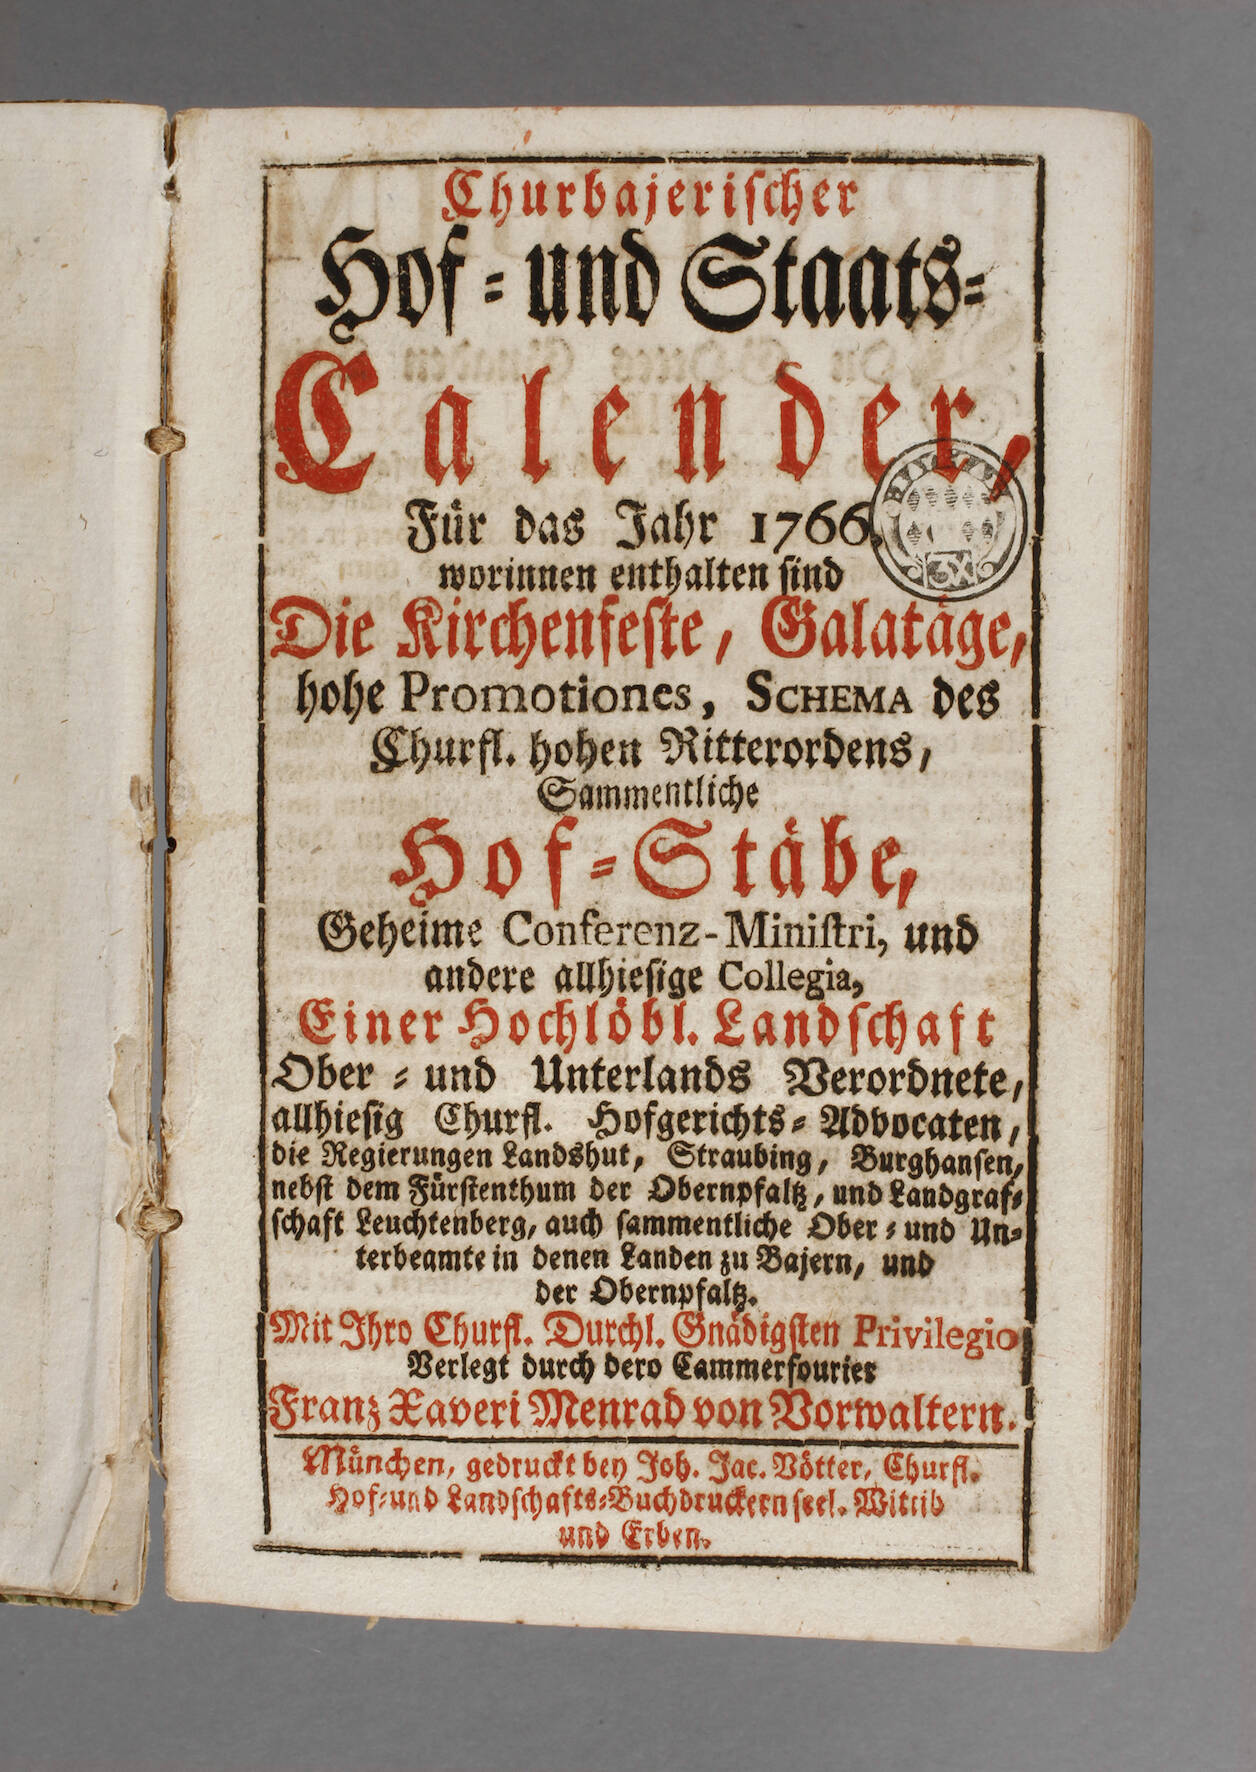 Churbajerischer
Hof- und Staats-
Calender,
Für das Jahr 1766.
worinnen enthalten sind
Die Kirchenfeste, Galatäge,
hohe Promotiones, SCHEMA des
Churfl. hohen Ritterordens,
Sammentliche
Hof-Stäbe,
Geheime Conferenz-Ministri, und
andere allhiesige Collegia,
Einer Hochlöbl. Landschaft
Ober- und Unterlands Verordnete,
allhiesig Churfl. Hofgerichts-Advocaten,
die Regierungen Landshut, Straubing, Burghausen,
nebst dem Fürstenthum der Obernpfaltz, und Landgraf-
schaft Leuchtenberg, auch sammentliche Ober- und Un-
terbeamte in denen Landen zu Bajern, und
der Obernpfaltz.
Mit Ihro Churfl. Durchl. Gnädigsten Privilegio
Verlegt durch dero Cammerfourier
Franz Xaveri Menrad von Vorwaltern.
München, gedruckt bey Joh. Jac. Vötter, Churfl.
Hof- und Landschafts-Buchdruckern seel. Wittib
und Erben.